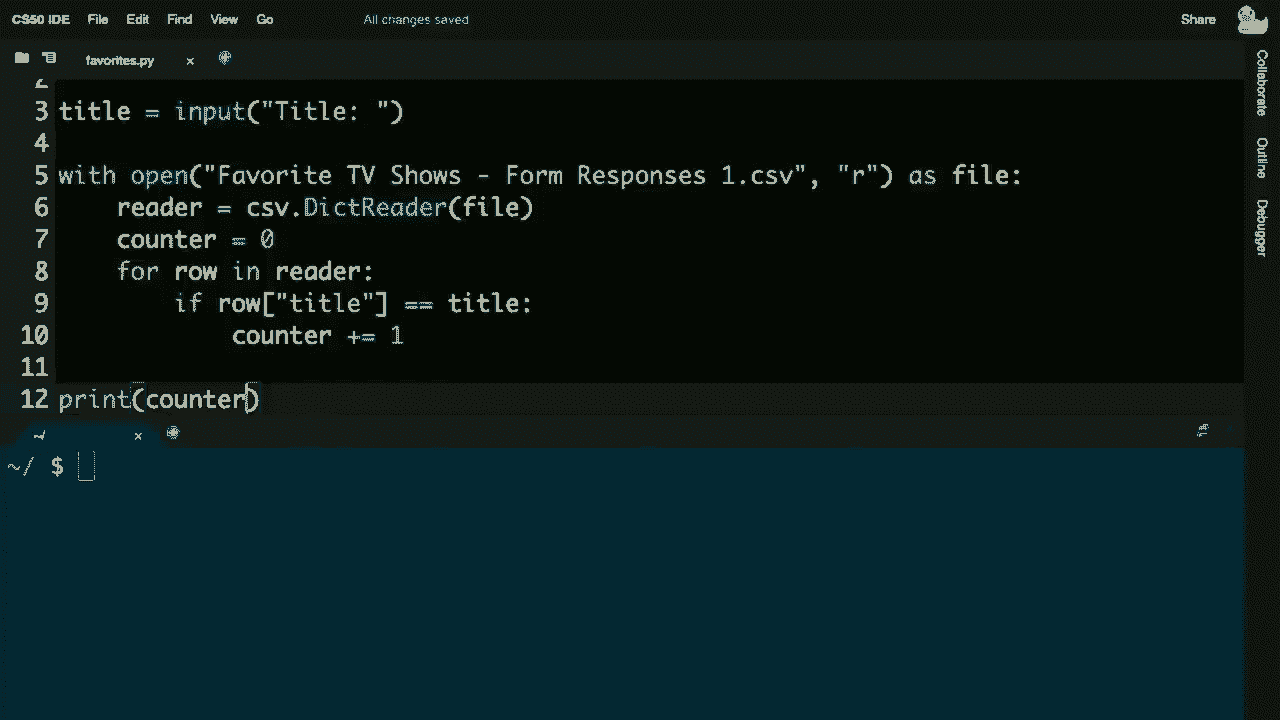 CS50 IDE File Edit Find View Go All changes saved Share
favorites.py x
2
3 title = input("Title: ")
4
5 with open("Favorite TV Shows - Form Responses 1.csv", "r") as file:
6     reader = csv.DictReader(file)
7     counter = 0
8     for row in reader:
9         if row["title"] == title:
10             counter += 1
11
12 print(counter)
~/ x
~/ $
Collaborate
Outline
Debugger